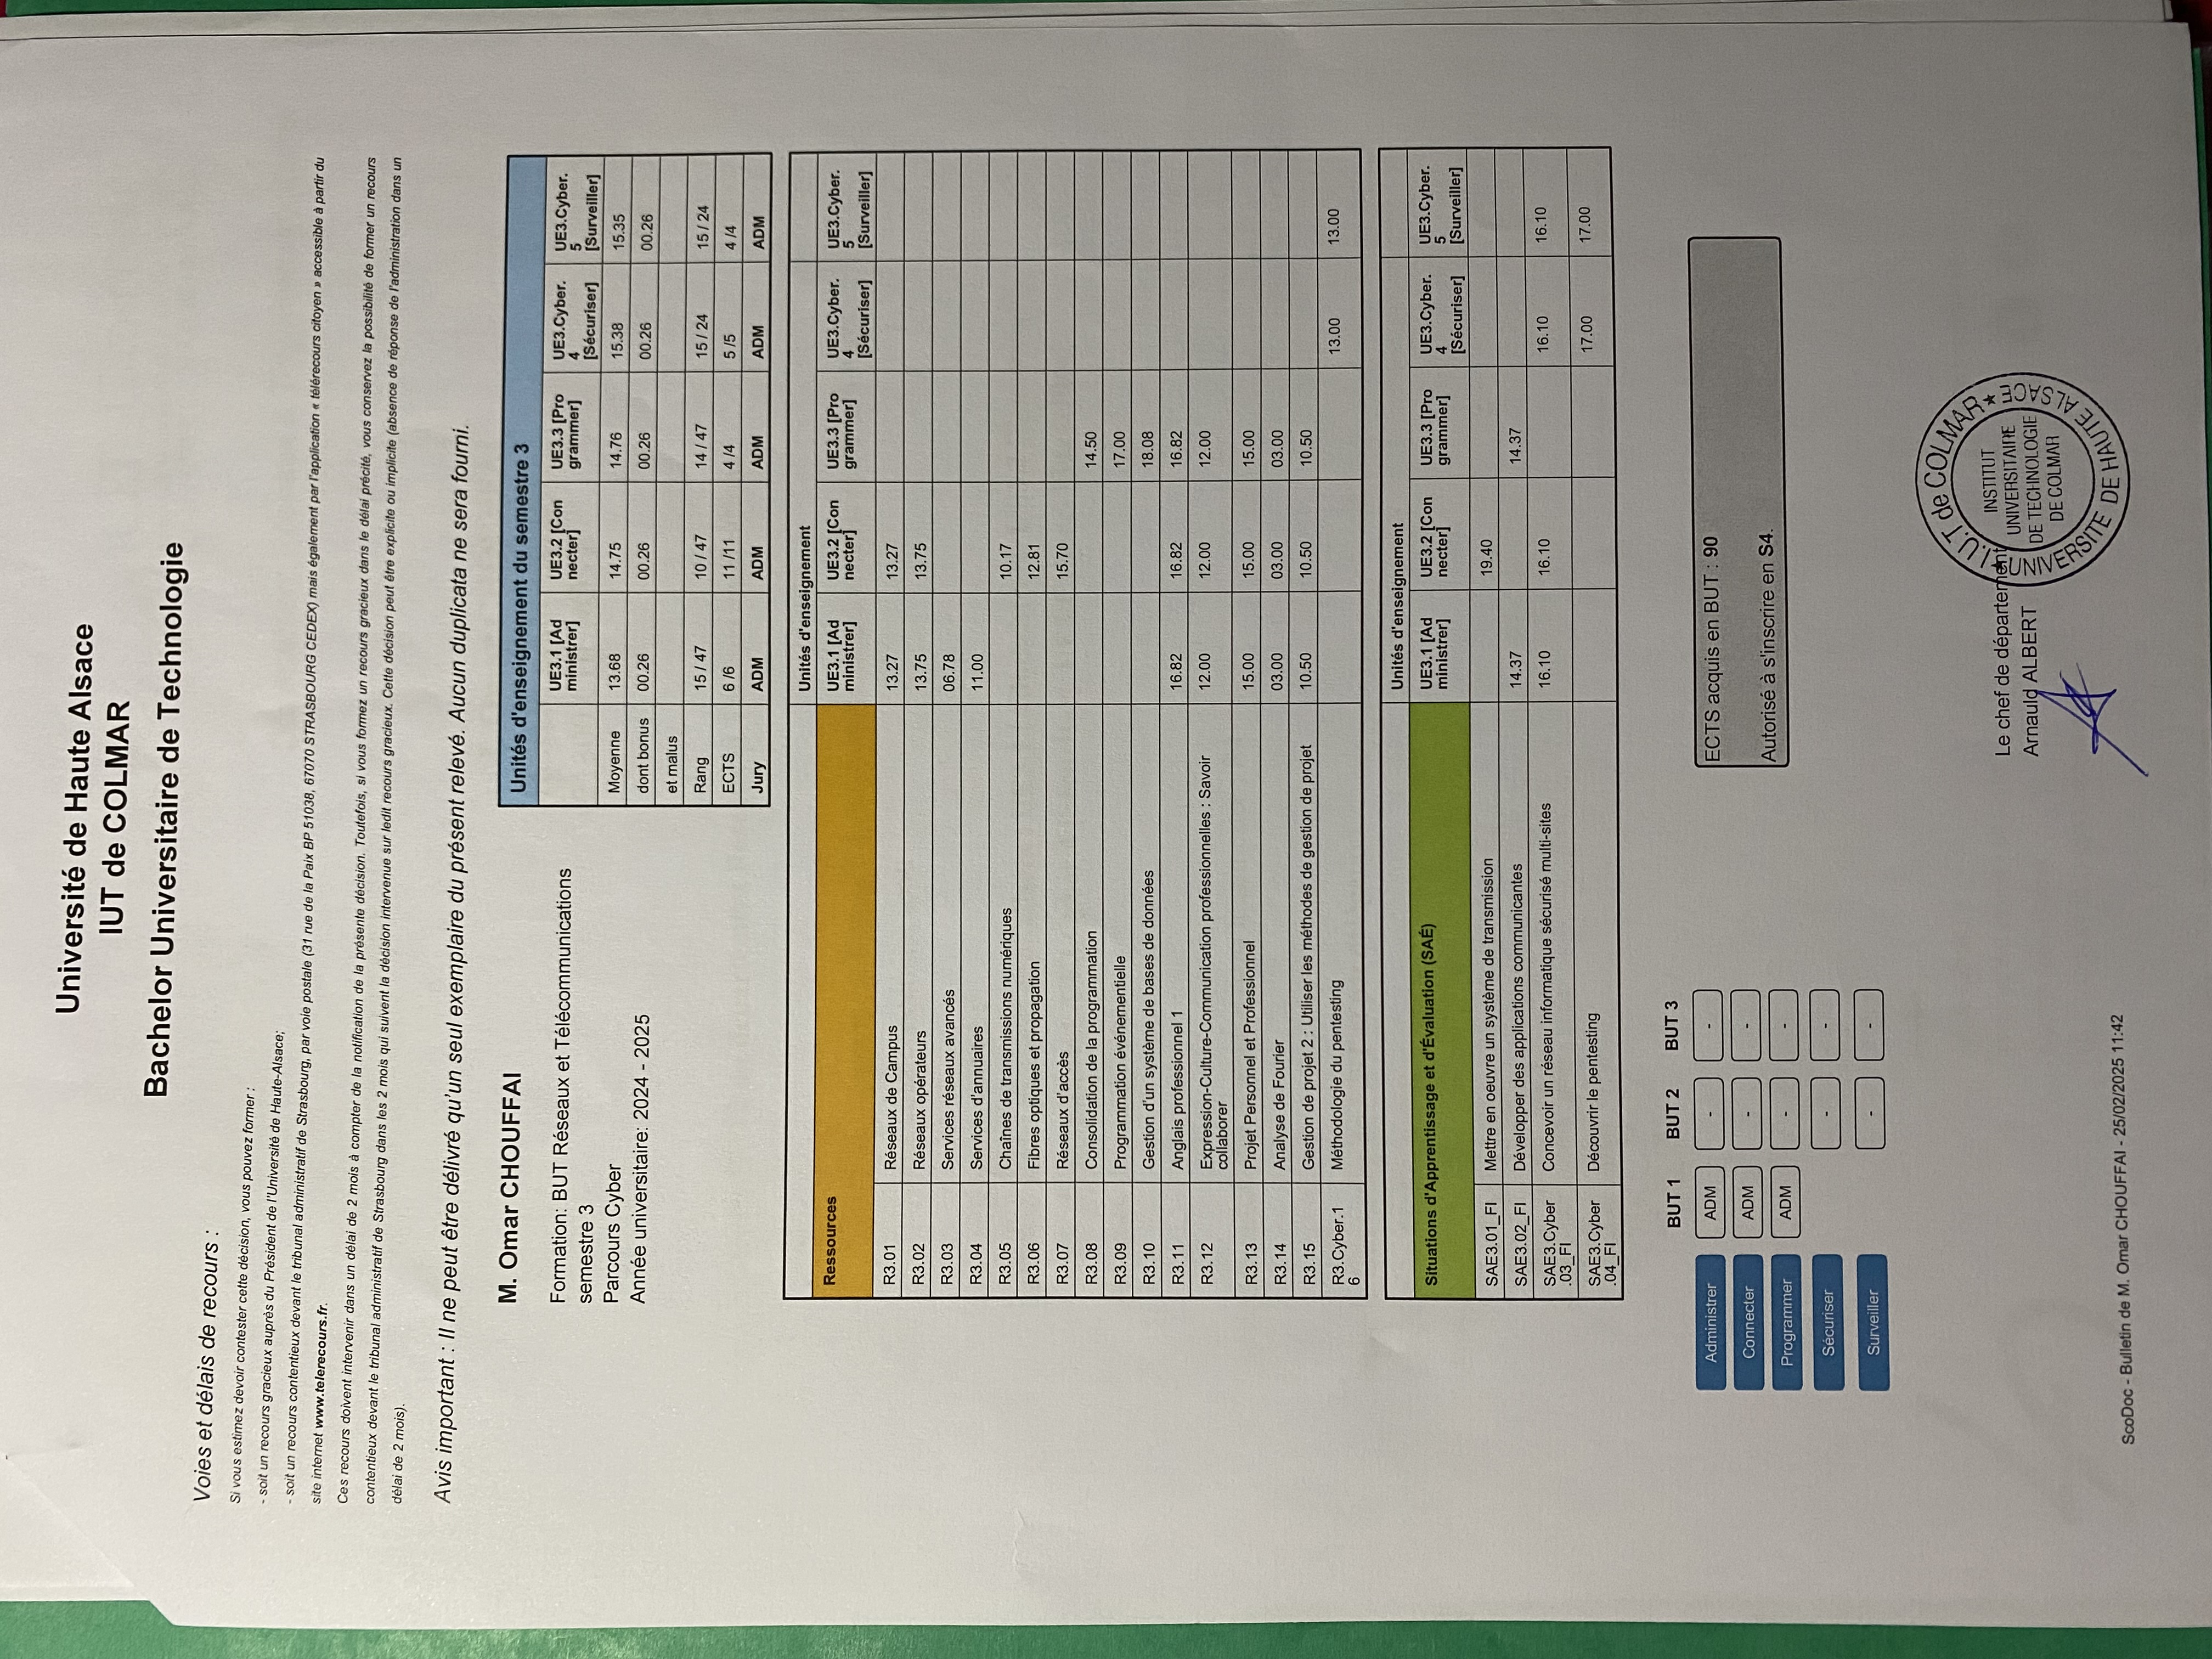 Université de Haute Alsace
IUT de COLMAR
Bachelor Universitaire de Technologie
Voies et délais de recours :
Si vous estimez devoir contester cette décision, vous pouvez former :
- soit un recours gracieux auprès du Président de l'Université de Haute-Alsace;
- soit un recours contentieux devant le tribunal administratif de Strasbourg, par voie postale (31 rue de la Paix BP 51038, 67070 STRASBOURG CEDEX) mais également par l'application « télérecours citoyen » accessible à partir du
site internet www.telerecours.fr.
Ces recours doivent intervenir dans un délai de 2 mois à compter de la notification de la présente décision. Toutefois, si vous formez un recours gracieux dans le délai précité, vous conservez la possibilité de former un recours
contentieux devant le tribunal administratif de Strasbourg dans les 2 mois qui suivent la décision intervenue sur ledit recours gracieux. Cette décision peut être explicite ou implicite (absence de réponse de l'administration dans un
délai de 2 mois).
Avis important : Il ne peut être délivré qu'un seul exemplaire du présent relevé. Aucun duplicata ne sera fourni.
M. Omar CHOUFFAI
Formation: BUT Réseaux et Télécommunications
semestre 3
Parcours Cyber
Année universitaire: 2024 - 2025
Unités d'enseignement du semestre 3
UE3.1 [Ad UE3.2 [Con UE3.3 [Pro UE3.Cyber. UE3.Cyber.
ministrer] necter] grammer] 4 5
[Sécuriser] [Surveiller]
Moyenne 13.68 14.75 14.76 15.38 15.35
dont bonus 00.26 00.26 00.26 00.26 00.26
et malus
Rang 15 / 47 10 / 47 14 / 47 15 / 24 15 / 24
ECTS 6 /6 11 /11 4 /4 5 /5 4 /4
Jury ADM ADM ADM ADM ADM
Unités d'enseignement
Ressources UE3.1 [Ad UE3.2 [Con UE3.3 [Pro UE3.Cyber. UE3.Cyber.
ministrer] necter] grammer] 4 5
[Sécuriser] [Surveiller]
R3.01 Réseaux de Campus 13.27 13.27
R3.02 Réseaux opérateurs 13.75 13.75
R3.03 Services réseaux avancés 06.78
R3.04 Services d'annuaires 11.00
R3.05 Chaînes de transmissions numériques 10.17
R3.06 Fibres optiques et propagation 12.81
R3.07 Réseaux d'accès 15.70
R3.08 Consolidation de la programmation 14.50
R3.09 Programmation événementielle 17.00
R3.10 Gestion d'un système de bases de données 18.08
R3.11 Anglais professionnel 1 16.82 16.82 16.82
R3.12 Expression-Culture-Communication professionnelles : Savoir 12.00 12.00 12.00
collaborer
R3.13 Projet Personnel et Professionnel 15.00 15.00 15.00
R3.14 Analyse de Fourier 03.00 03.00 03.00
R3.15 Gestion de projet 2 : Utiliser les méthodes de gestion de projet 10.50 10.50 10.50
R3.Cyber.1 Méthodologie du pentesting 13.00 13.00
6
Unités d'enseignement
Situations d'Apprentissage et d'Évaluation (SAÉ) UE3.1 [Ad UE3.2 [Con UE3.3 [Pro UE3.Cyber. UE3.Cyber.
ministrer] necter] grammer] 4 5
[Sécuriser] [Surveiller]
SAE3.01_FI Mettre en oeuvre un système de transmission 19.40
SAE3.02_FI Développer des applications communicantes 14.37 14.37
SAE3.Cyber Concevoir un réseau informatique sécurisé multi-sites 16.10 16.10 16.10 16.10
.03_FI
SAE3.Cyber Découvrir le pentesting 17.00 17.00
.04_FI
BUT 1 BUT 2 BUT 3
Administrer ADM - -
Connecter ADM - -
Programmer ADM - -
Sécuriser - -
Surveiller - -
ECTS acquis en BUT : 90
Autorisé à s'inscrire en S4.
Le chef de département
Arnauld ALBERT
I.U.T de COLMAR
UNIVERSITE DE HAUTE ALSACE
INSTITUT
UNIVERSITAIRE
DE TECHNOLOGIE
DE COLMAR
ScoDoc - Bulletin de M. Omar CHOUFFAI - 25/02/2025 11:42